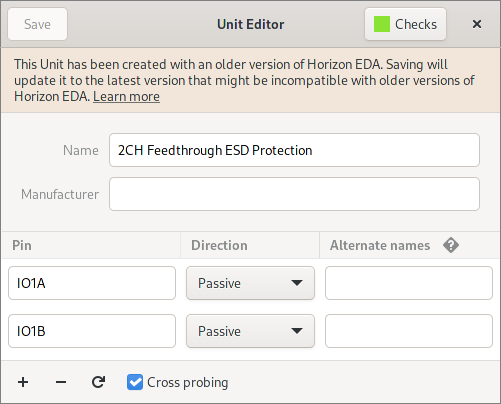 Save
Unit Editor
Checks
This Unit has been created with an older version of Horizon EDA. Saving will
update it to the latest version that might be incompatible with older versions of
Horizon EDA. Learn more
Name
2CH Feedthrough ESD Protection
Manufacturer
Pin
Direction
Alternate names
IO1A
Passive
IO1B
Passive
Cross probing